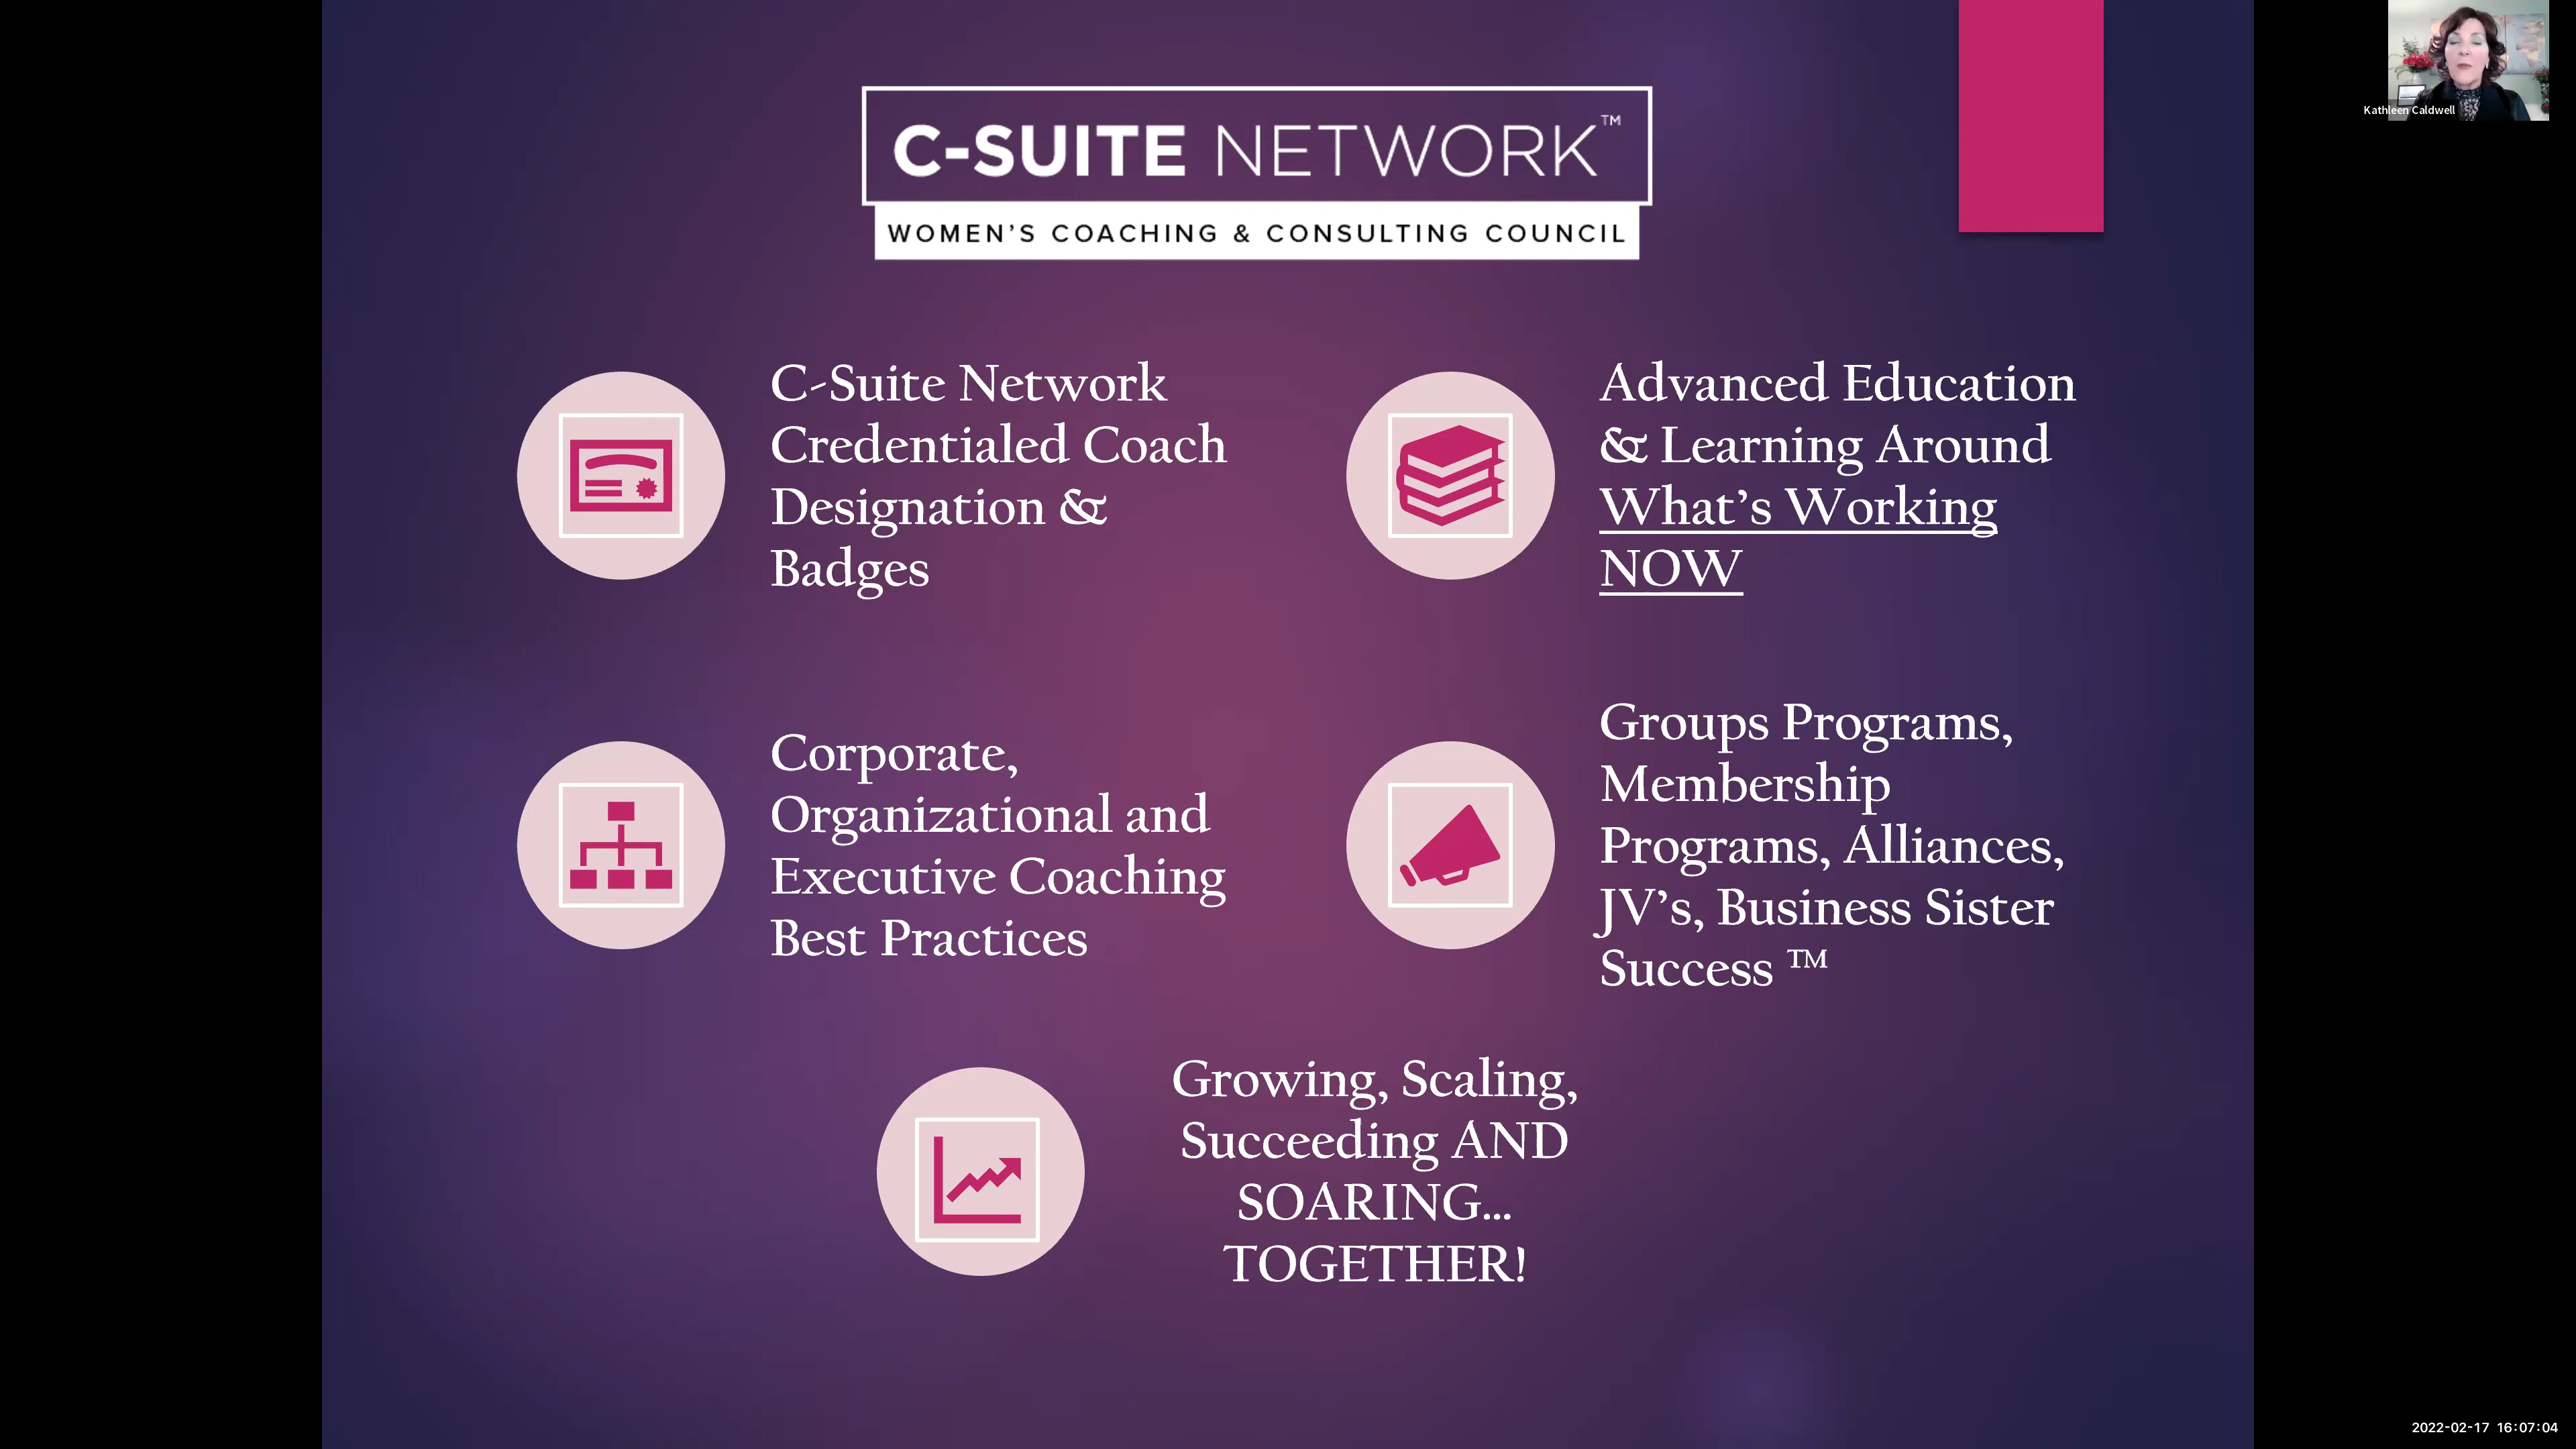 C-SUITE NETWORK™
WOMEN'S COACHING & CONSULTING COUNCIL
C-Suite Network
Credentialed Coach
Designation &
Badges
Advanced Education
& Learning Around
What's Working
NOW
Corporate,
Organizational and
Executive Coaching
Best Practices
Groups Programs,
Membership
Programs, Alliances,
JV's, Business Sister
Success ™
Growing, Scaling,
Succeeding AND
SOARING...
TOGETHER!
Kathleen Caldwell
2022-02-17 16:07:04